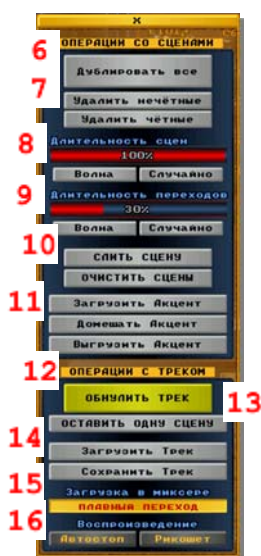 X
6
ОПЕРАЦИИ СО СЦЕНАМИ
Дублировать все
7
Удалить нечётные
Удалить чётные
8
Длительность сцен
100%
Волна Случайно
9
Длительность переходов
30%
Волна Случайно
10
СЛИТЬ СЦЕНУ
ОЧИСТИТЬ СЦЕНЫ
11
Загрузить Акцент
Домешать Акцент
Выгрузить Акцент
12
ОПЕРАЦИИ С ТРЕКОМ
ОБНУЛИТЬ ТРЕК
13
ОСТАВИТЬ ОДНУ СЦЕНУ
14
Загрузить Трек
Сохранить Трек
15
Загрузка в миксере
ПЛАВНЫЙ ПЕРЕХОД
16
Воспроизведение
Автостоп Рикошет